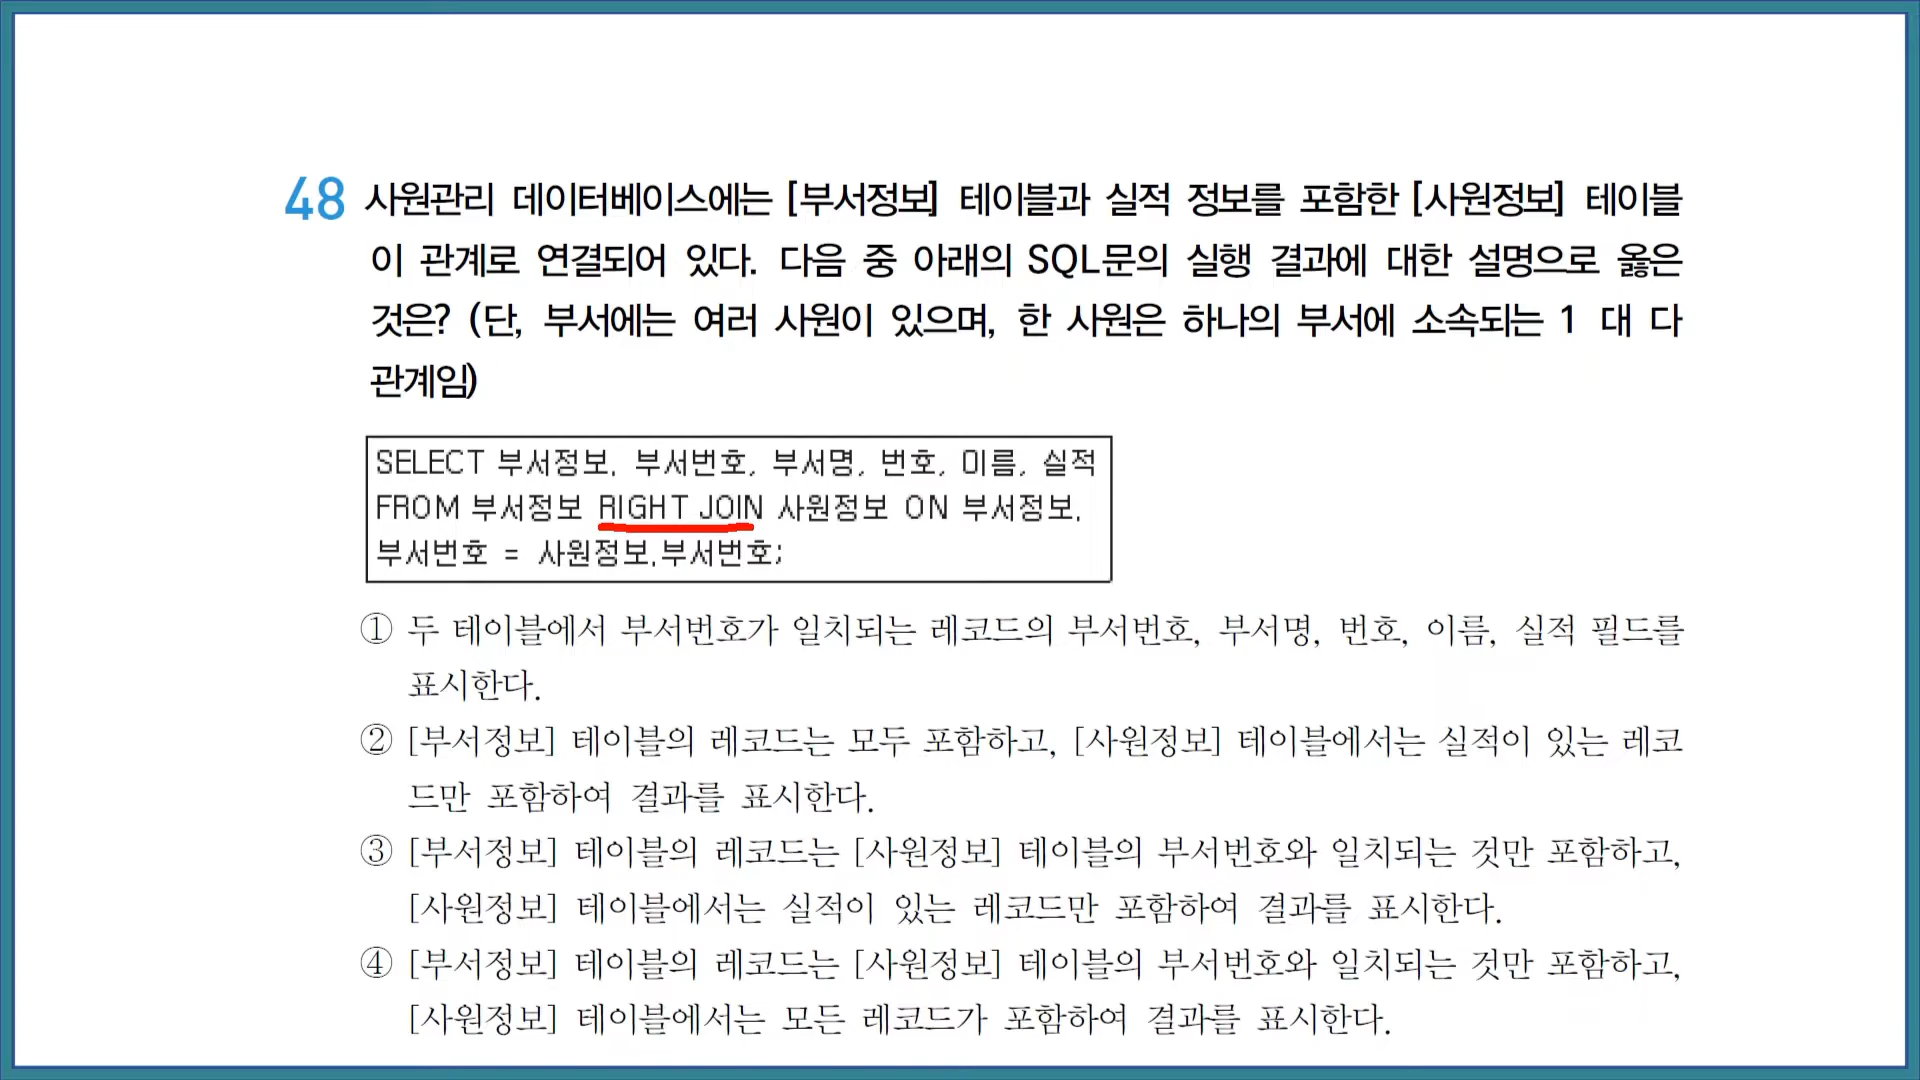 48 사원관리 데이터베이스에는 [부서정보] 테이블과 실적 정보를 포함한 [사원정보] 테이블
이 관계로 연결되어 있다. 다음 중 아래의 SQL문의 실행 결과에 대한 설명으로 옳은
것은? (단, 부서에는 여러 사원이 있으며, 한 사원은 하나의 부서에 소속되는 1 대 다
관계임)
SELECT 부서정보. 부서번호, 부서명, 번호, 이름, 실적
FROM 부서정보 RIGHT JOIN 사원정보 ON 부서정보.
부서번호 = 사원정보.부서번호;
① 두 테이블에서 부서번호가 일치되는 레코드의 부서번호, 부서명, 번호, 이름, 실적 필드를
표시한다.
② [부서정보] 테이블의 레코드는 모두 포함하고, [사원정보] 테이블에서는 실적이 있는 레코
드만 포함하여 결과를 표시한다.
③ [부서정보] 테이블의 레코드는 [사원정보] 테이블의 부서번호와 일치되는 것만 포함하고,
[사원정보] 테이블에서는 실적이 있는 레코드만 포함하여 결과를 표시한다.
④ [부서정보] 테이블의 레코드는 [사원정보] 테이블의 부서번호와 일치되는 것만 포함하고,
[사원정보] 테이블에서는 모든 레코드가 포함하여 결과를 표시한다.